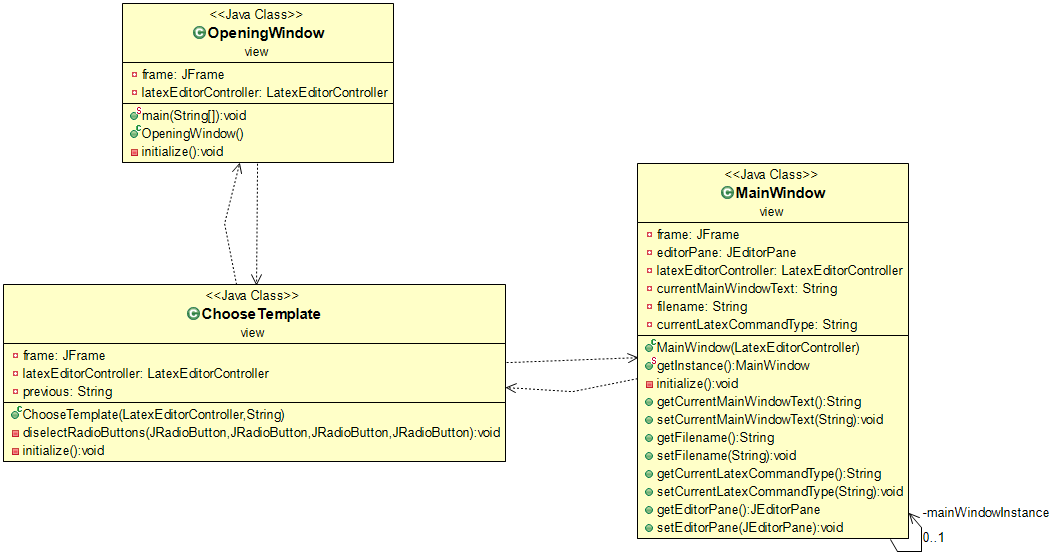 <<Java Class>>
OpeningWindow
view
frame: JFrame
latexEditorController: LatexEditorController
main(String[]):void
OpeningWindow()
initialize():void
<<Java Class>>
ChooseTemplate
view
frame: JFrame
latexEditorController: LatexEditorController
previous: String
ChooseTemplate(LatexEditorController,String)
diselectRadioButtons(JRadioButton,JRadioButton,JRadioButton,JRadioButton):void
initialize():void
<<Java Class>>
MainWindow
view
frame: JFrame
editorPane: JEditorPane
latexEditorController: LatexEditorController
currentMainWindowText: String
filename: String
currentLatexCommandType: String
MainWindow(LatexEditorController)
getInstance():MainWindow
initialize():void
getCurrentMainWindowText():String
setCurrentMainWindowText(String):void
getFilename():String
setFilename(String):void
getCurrentLatexCommandType():String
setCurrentLatexCommandType(String):void
getEditorPane():JEditorPane
setEditorPane(JEditorPane):void
-mainWindowInstance
0..1